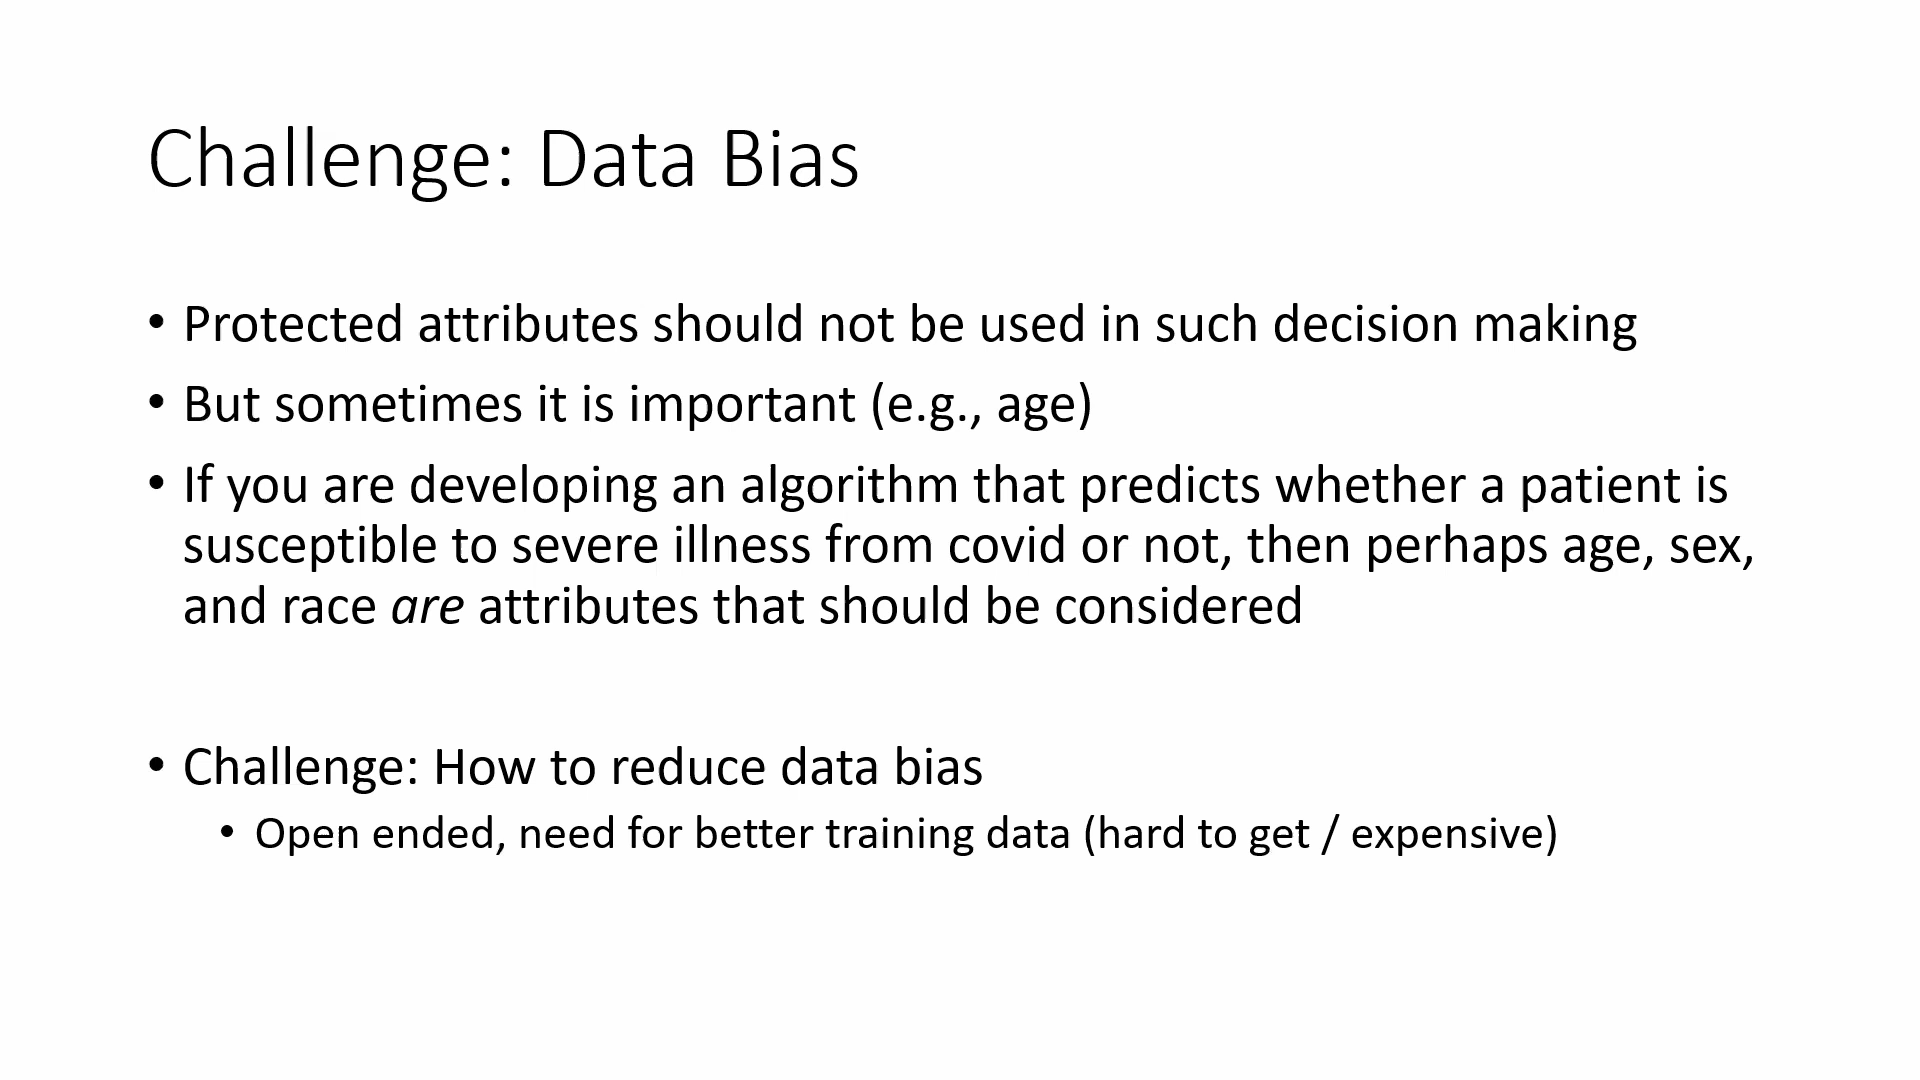 Challenge: Data Bias
• Protected attributes should not be used in such decision making
• But sometimes it is important (e.g., age)
• If you are developing an algorithm that predicts whether a patient is
susceptible to severe illness from covid or not, then perhaps age, sex,
and race are attributes that should be considered
• Challenge: How to reduce data bias
• Open ended, need for better training data (hard to get / expensive)